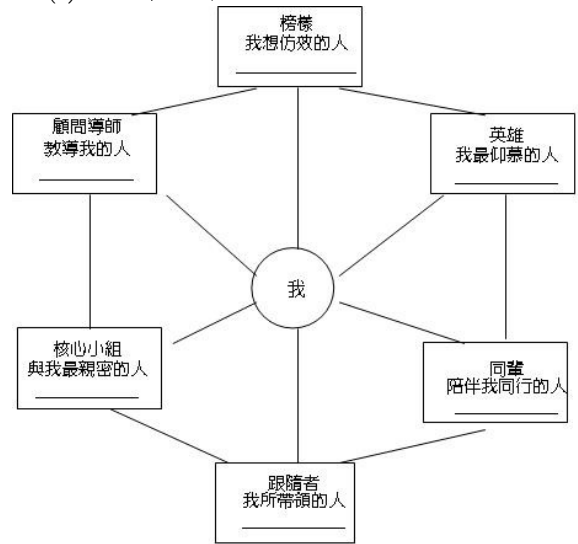 榜樣
我想仿效的人
顧問導師
教導我的人
英雄
我最仰慕的人
我
核心小組
與我最親密的人
同輩
陪伴我同行的人
跟隨者
我所帶領的人